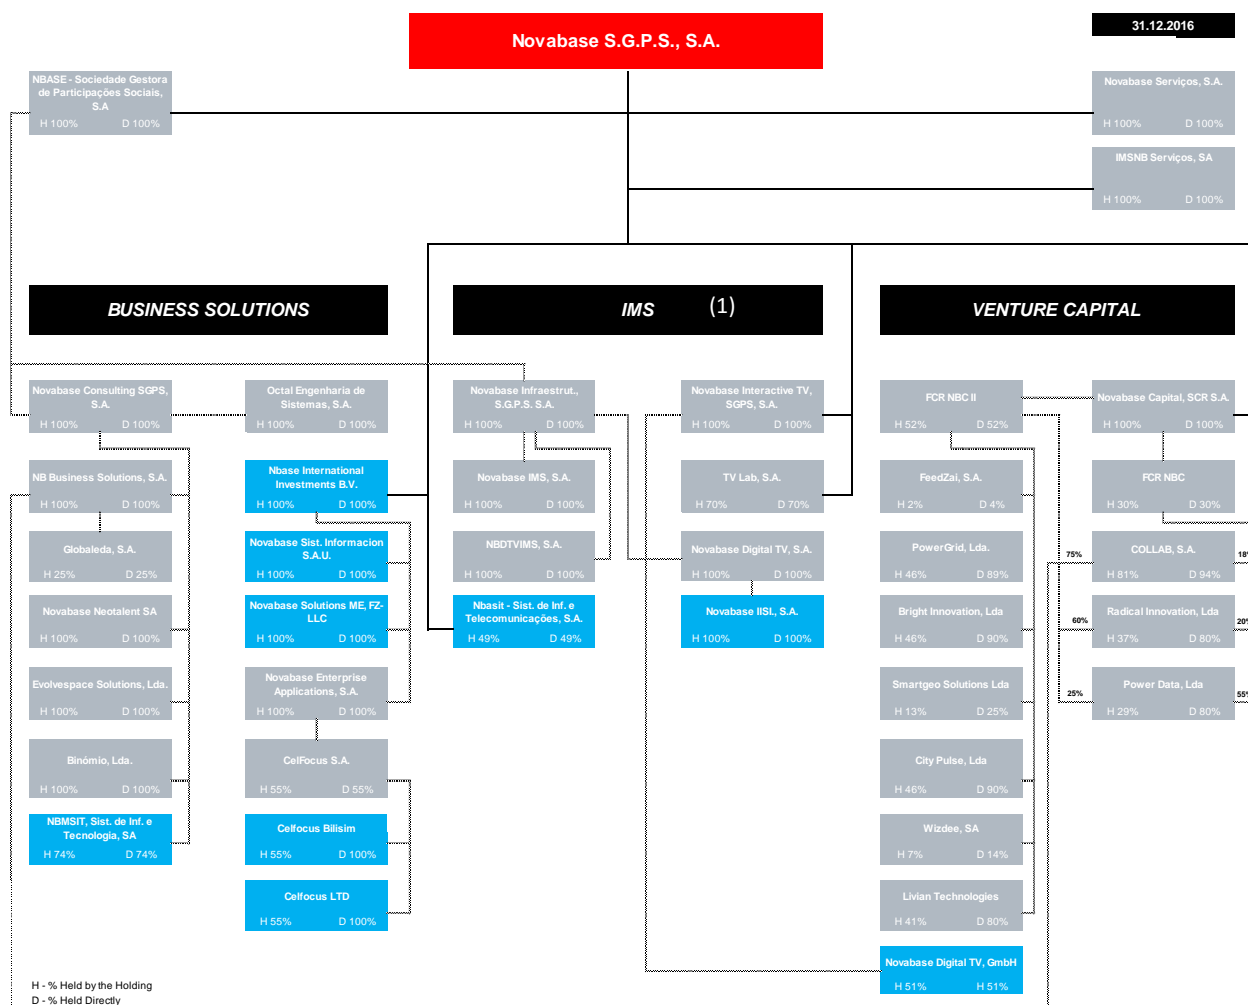 Novabase S.G.P.S., S.A.
31.12.2016
NBASE - Sociedade Gestora
de Participações Sociais,
S.A
H 100% D 100%
Novabase Serviços, S.A.
H 100% D 100%
IMSNB Serviços, SA
H 100% D 100%
BUSINESS SOLUTIONS
IMS (1)
VENTURE CAPITAL
Novabase Consulting SGPS,
S.A.
H 100% D 100%
Octal Engenharia de
Sistemas, S.A.
H 100% D 100%
Novabase Infraestrut.,
S.G.P.S. S.A.
H 100% D 100%
Novabase Interactive TV,
SGPS, S.A.
H 100% D 100%
FCR NBC II
H 52% D 52%
Novabase Capital, SCR S.A.
H 100% D 100%
NB Business Solutions, S.A.
H 100% D 100%
Nbase International
Investments B.V.
H 100% D 100%
Novabase IMS, S.A.
H 100% D 100%
TV Lab, S.A.
H 70% D 70%
FeedZai, S.A.
H 2% D 4%
FCR NBC
H 30% D 30%
Globaleda, S.A.
H 25% D 25%
Novabase Sist. Informacion
S.A.U.
H 100% D 100%
NBDTVIMS, S.A.
H 100% D 100%
Novabase Digital TV, S.A.
H 100% D 100%
PowerGrid, Lda.
H 46% D 89%
75%
COLLAB, S.A.
H 81% D 94%
18%
Novabase Neotalent SA
H 100% D 100%
Novabase Solutions ME, FZ-
LLC
H 100% D 100%
Nbasit - Sist. de Inf. e
Telecomunicações, S.A.
H 49% D 49%
Novabase IISL, S.A.
H 100% D 100%
Bright Innovation, Lda
H 46% D 90%
60%
Radical Innovation, Lda
H 37% D 80%
20%
Evolvespace Solutions, Lda.
H 100% D 100%
Novabase Enterprise
Applications, S.A.
H 100% D 100%
Smartgeo Solutions Lda
H 13% D 25%
25%
Power Data, Lda
H 29% D 80%
55%
Binómio, Lda.
H 100% D 100%
CelFocus S.A.
H 55% D 55%
City Pulse, Lda
H 46% D 90%
NBMSIT, Sist. de Inf. e
Tecnologia, SA
H 74% D 74%
Celfocus Bilisim
H 55% D 100%
Wizdee, SA
H 7% D 14%
Celfocus LTD
H 55% D 100%
Livian Technologies
H 41% D 80%
Novabase Digital TV, GmbH
H 51% H 51%
H - % Held by the Holding
D - % Held Directly